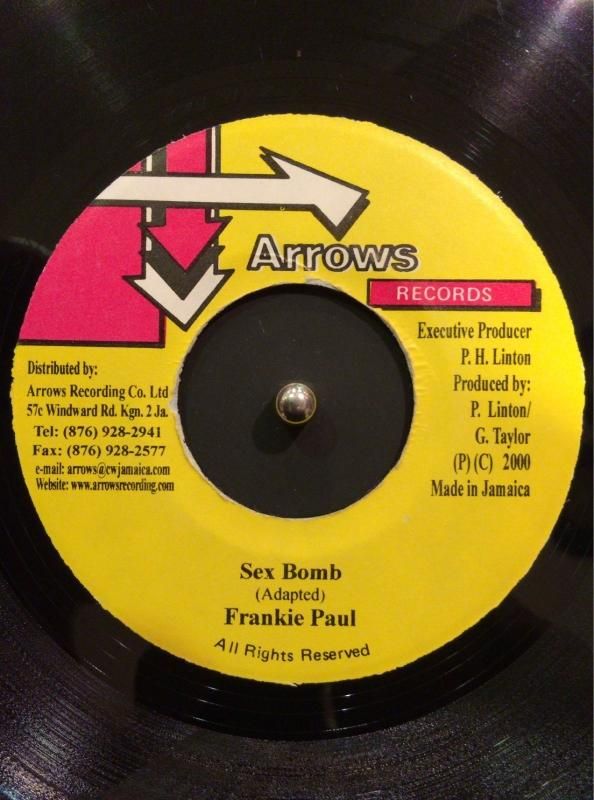 Arrows
RECORDS
Executive Producer
P. H. Linton
Produced by:
P. Linton/
G. Taylor
(P) (C) 2000
Made in Jamaica
Distributed by:
Arrows Recording Co. Ltd
57c Windward Rd. Kgn. 2 Ja.
Tel: (876) 928-2941
Fax: (876) 928-2577
e-mail: arrows@cwjamaica.com
Website: www.arrowsrecording.com
Sex Bomb
(Adapted)
Frankie Paul
All Rights Reserved